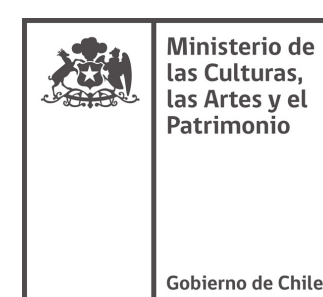 Ministerio de
las Culturas,
las Artes y el
Patrimonio
Gobierno de Chile